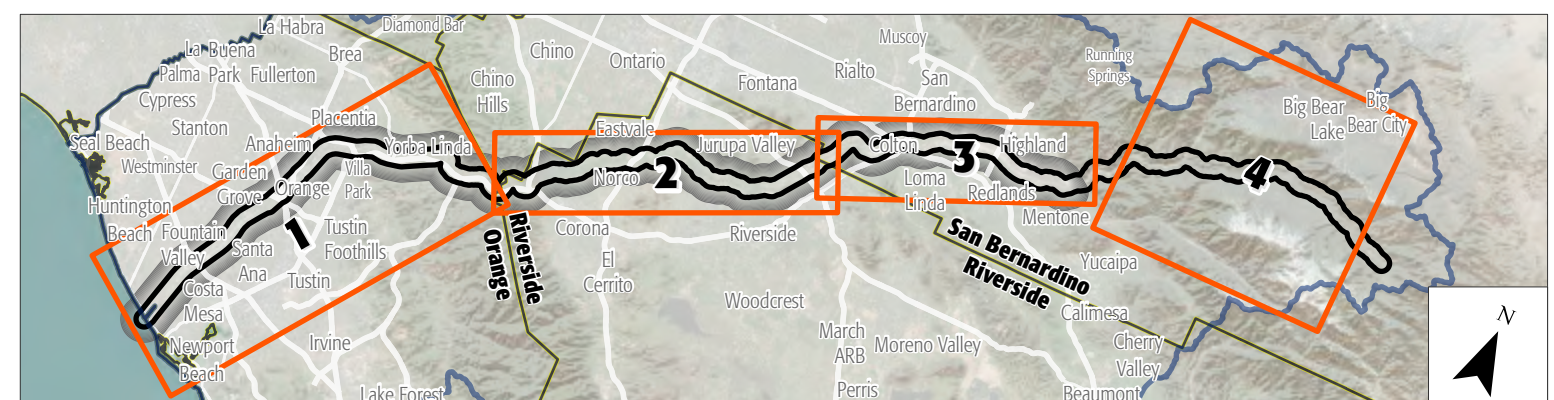 La Habra
Diamond Bar
La
Palma
Buena
Park
Brea
Fullerton
Cypress
Stanton
Placentia
Seal Beach
Westminster
Anaheim
Yorba Linda
Garden
Grove
Orange
Villa
Park
Huntington
Beach
Fountain
Valley
Santa
Ana
Tustin
Foothills
Tustin
Costa
Mesa
Newport
Beach
Irvine
Lake Forest
1
Chino
Chino
Hills
Ontario
Fontana
Rialto
Muscoy
San
Bernardino
Running
Springs
Eastvale
Jurupa Valley
Norco
2
Corona
El
Cerrito
Riverside
Woodcrest
Riverside
Orange
Colton
3
Highland
Loma
Linda
Redlands
Mentone
San Bernardino
Riverside
Yucaipa
Calimesa
March
ARB
Moreno Valley
Perris
Cherry
Valley
Beaumont
Big Bear
Lake
Big
Bear City
4
N